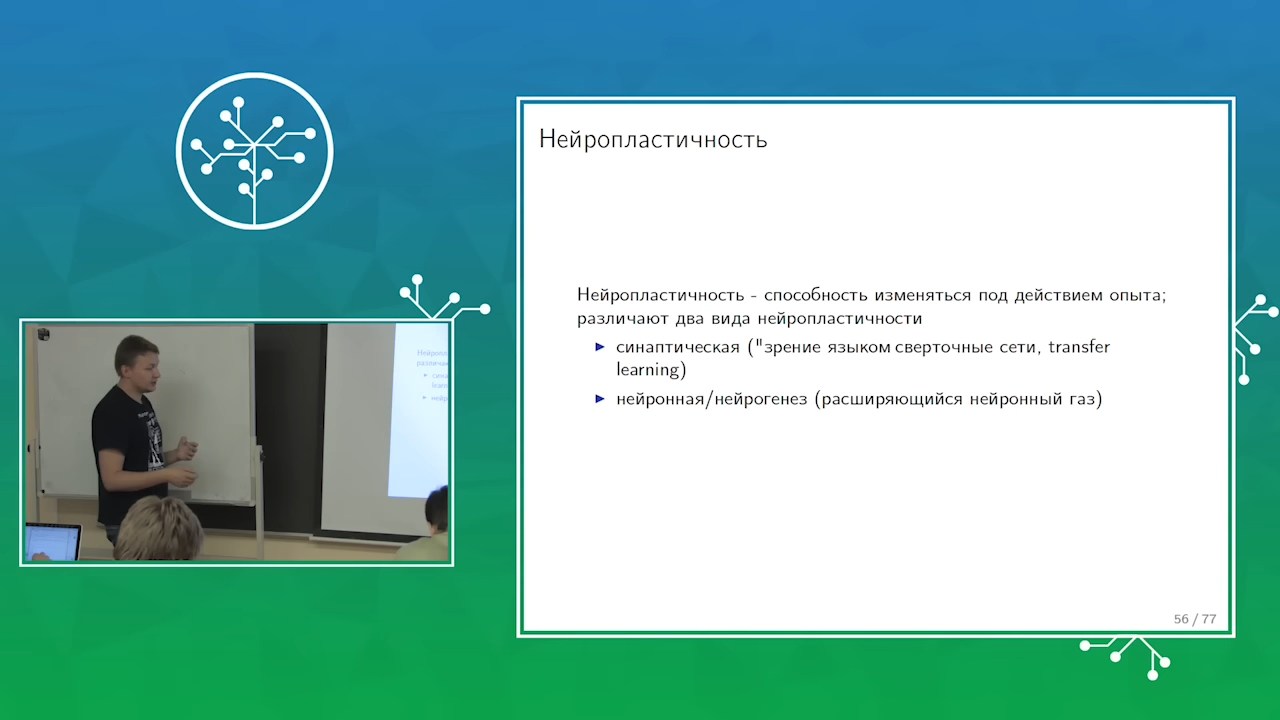 Нейропластичность
Нейропластичность - способность изменяться под действием опыта;
различают два вида нейропластичности
синаптическая ("зрение языком сверточные сети, transfer
learning)
нейронная/нейрогенез (расширяющийся нейронный газ)
56 / 77